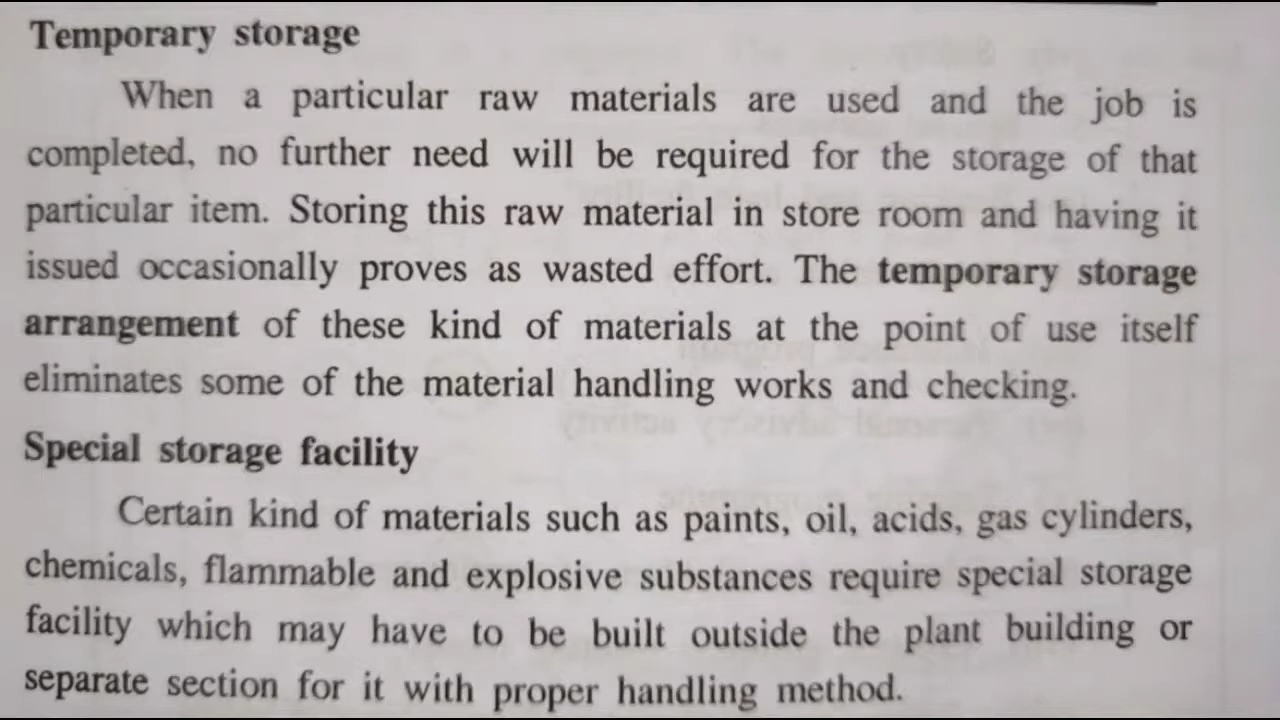 Temporary storage
When a particular raw materials are used and the job is
completed, no further need will be required for the storage of that
particular item. Storing this raw material in store room and having it
issued occasionally proves as wasted effort. The temporary storage
arrangement of these kind of materials at the point of use itself
eliminates some of the material handling works and checking.
Special storage facility
Certain kind of materials such as paints, oil, acids, gas cylinders,
chemicals, flammable and explosive substances require special storage
facility which may have to be built outside the plant building or
separate section for it with proper handling method.